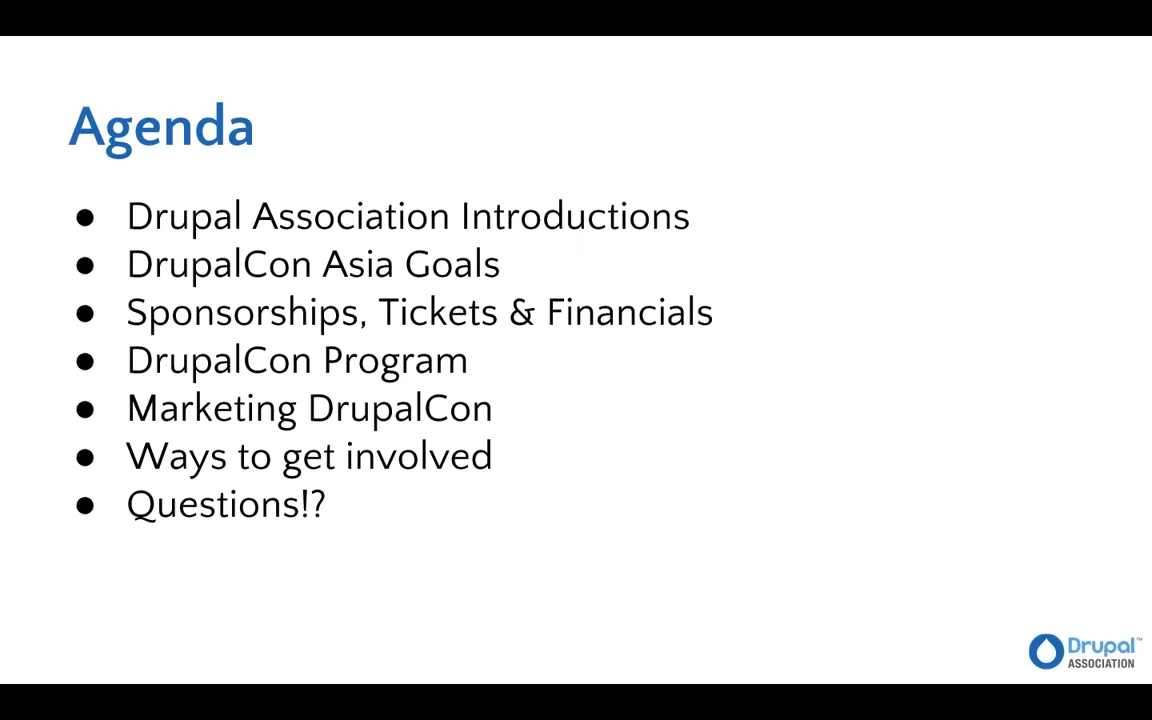 Agenda
● Drupal Association Introductions
● DrupalCon Asia Goals
● Sponsorships, Tickets & Financials
● DrupalCon Program
● Marketing DrupalCon
● Ways to get involved
● Questions!?
Drupal™
ASSOCIATION